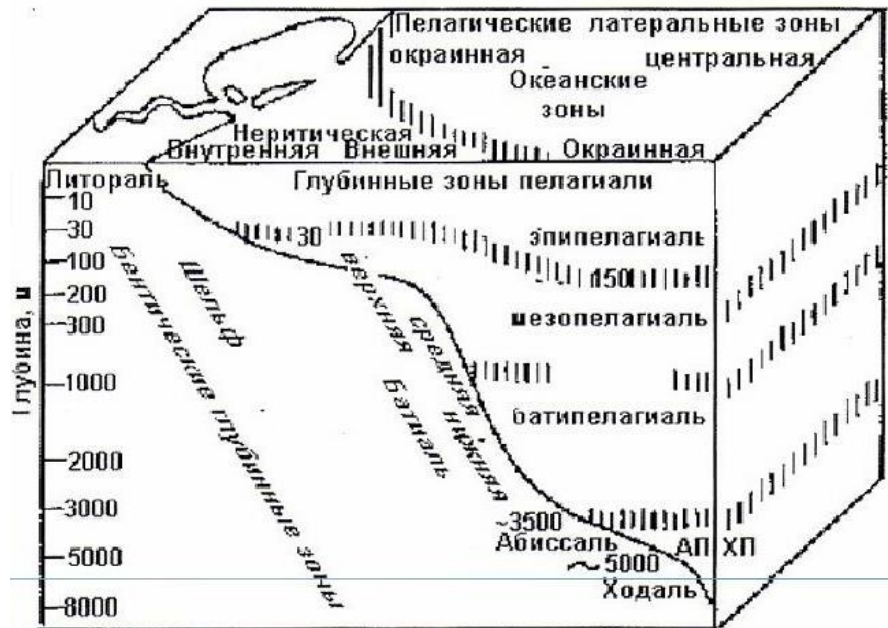 Пелагические латеральные зоны
окраинная центральная
Океанские
зоны
Неритическая
Внутренняя Внешняя Окраинная
Литораль Глубинные зоны пелагиали
10
30
100
200
300
1000
2000
3000
5000
8000
Глубина, м
30
эпипелагиаль
450
мезопелагиаль
батипелагиаль
бентические глубинные зоны
Шельф
верхняя
средняя
нижняя
батиаль
~3500
Абиссаль АП ХП
~5000
Ходаль